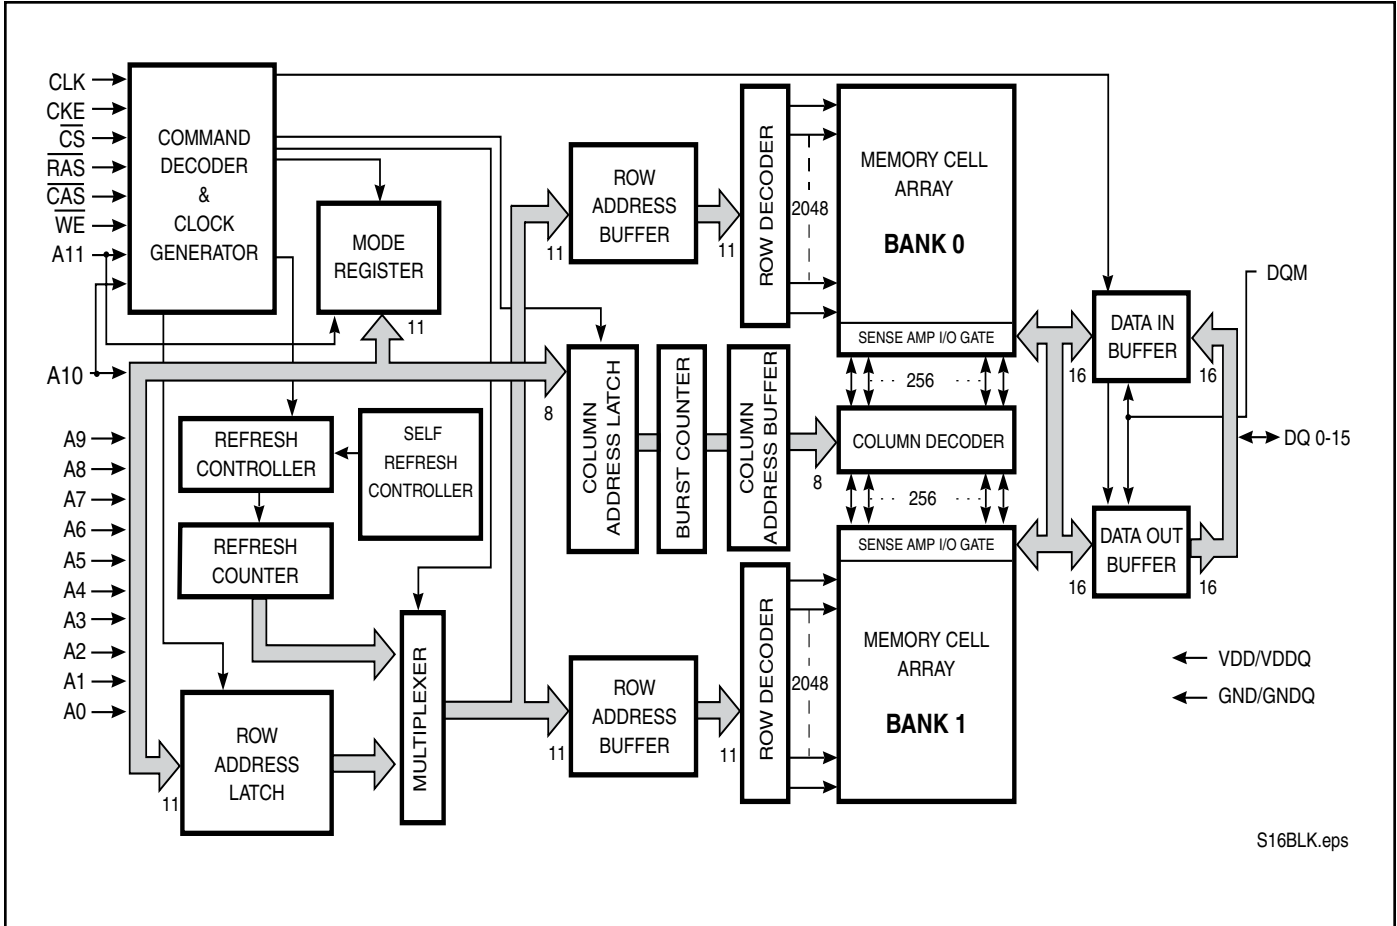 CLK
CKE
CS
RAS
CAS
WE
A11
A10
A9
A8
A7
A6
A5
A4
A3
A2
A1
A0
COMMAND
DECODER
&
CLOCK
GENERATOR
MODE
REGISTER
11
REFRESH
CONTROLLER
SELF
REFRESH
CONTROLLER
REFRESH
COUNTER
ROW
ADDRESS
LATCH
11
MULTIPLEXER
ROW
ADDRESS
BUFFER
11
11
ROW DECODER
2048
MEMORY CELL
ARRAY
BANK 0
SENSE AMP I/O GATE
256
COLUMN
ADDRESS LATCH
8
BURST COUNTER
COLUMN
ADDRESS BUFFER
8
COLUMN DECODER
256
SENSE AMP I/O GATE
MEMORY CELL
ARRAY
BANK 1
ROW
ADDRESS
BUFFER
11
11
ROW DECODER
2048
DATA IN
BUFFER
16
16
DQM
DQ 0-15
DATA OUT
BUFFER
16
16
VDD/VDDQ
GND/GNDQ
S16BLK.eps